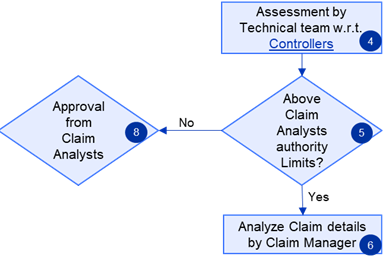 Assessment by
Technical team w.r.t.
Controllers
4
Above
Claim
Analysts
authority
Limits?
5
No
Approval
from
Claim
Analysts
8
Yes
Analyze Claim details
by Claim Manager
6